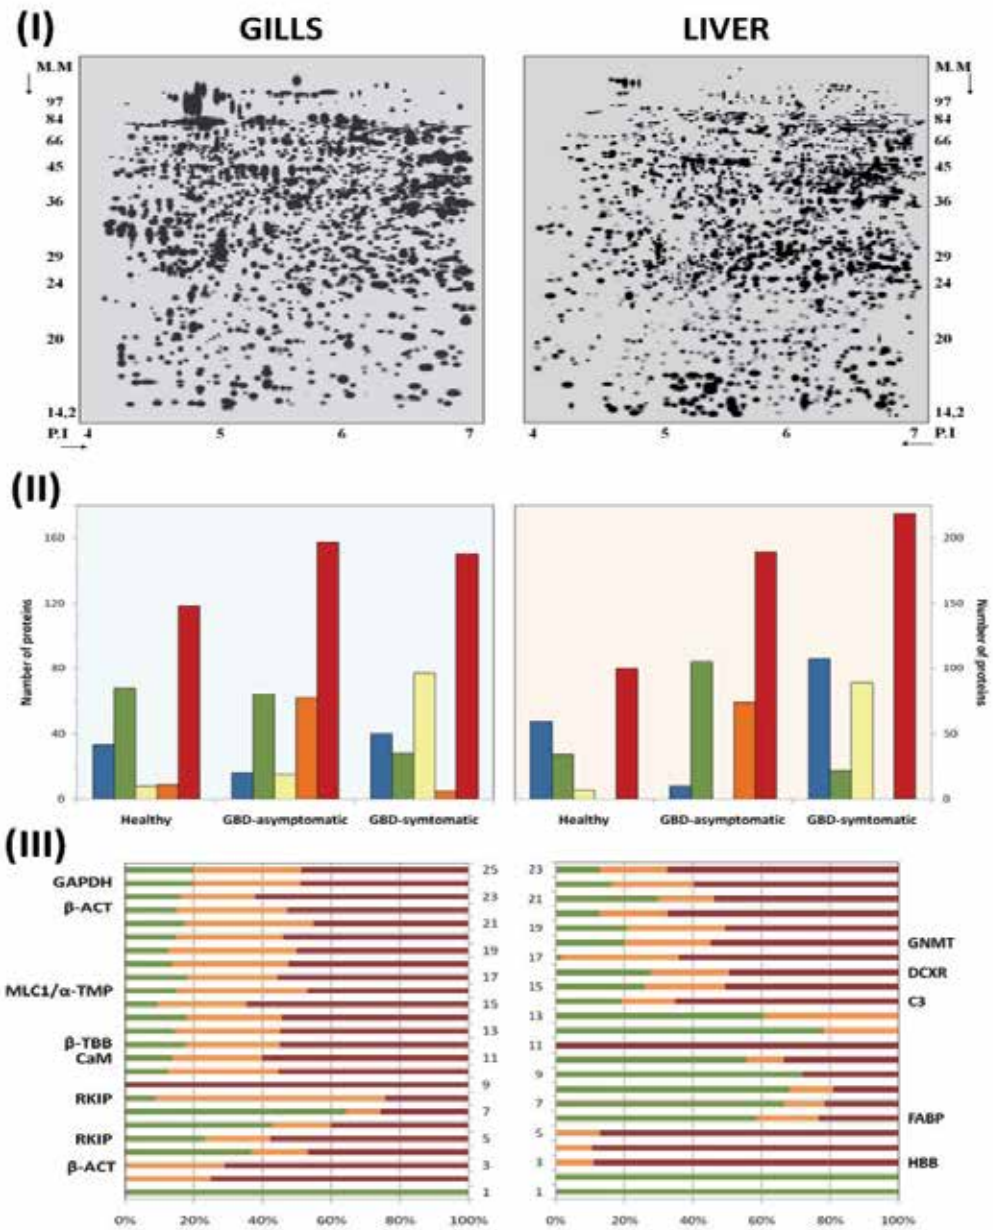 (I)
GILLS
LIVER
M.M
97
84
66
45
36
29
24
20
14,2
P.I
4
5
6
7
M.M
97
84
66
45
36
29
24
20
14,2
4
5
6
7
P.I
(II)
Number of proteins
160
120
80
40
0
Healthy
GBD-asymptomatic
GBD-symtomatic
200
150
100
50
0
Number of proteins
Healthy
GBD-asymptomatic
GBD-symtomatic
(III)
GAPDH
β-ACT
MLC1/α-TMP
β-TBB
CaM
RKIP
RKIP
β-ACT
25
23
21
19
17
15
13
11
9
7
5
3
1
0%
20%
40%
60%
80%
100%
23
21
19
17
15
13
11
9
7
5
3
1
GNMT
DCXR
C3
FABP
HBB
0%
20%
40%
60%
80%
100%